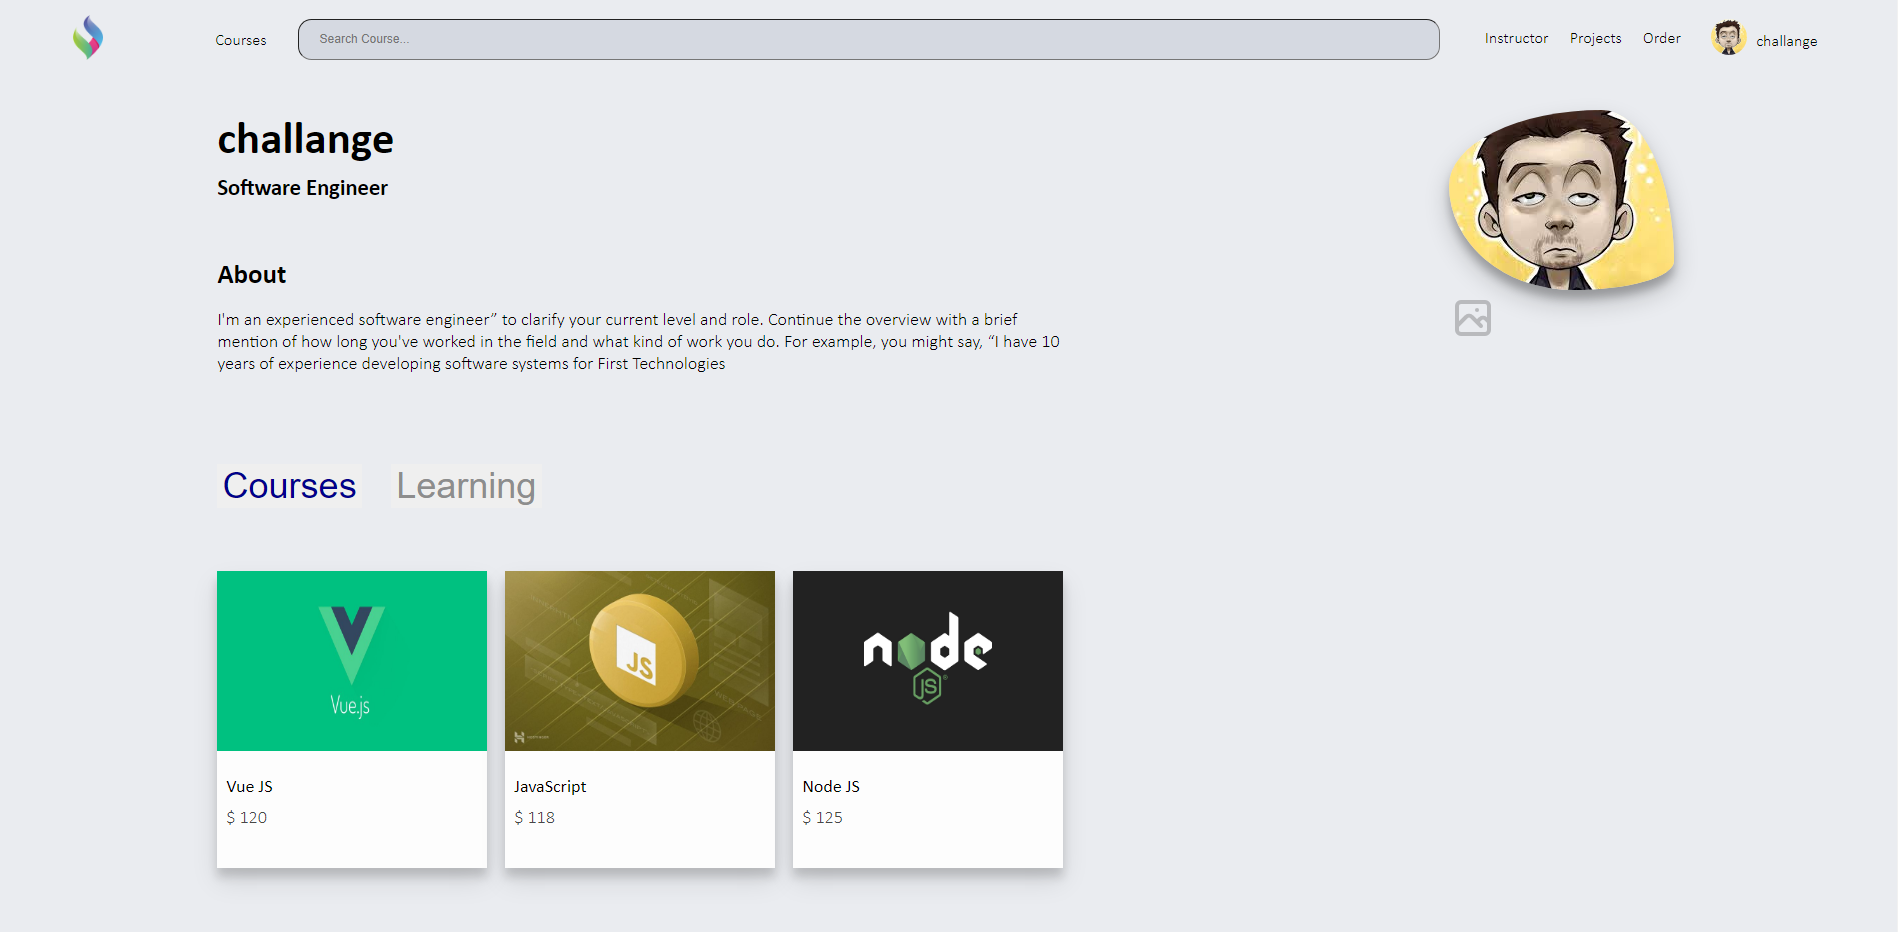 Courses
Search Course...
Instructor
Projects
Order
challange
challange
Software Engineer
About
I'm an experienced software engineer” to clarify your current level and role. Continue the overview with a brief
mention of how long you've worked in the field and what kind of work you do. For example, you might say, “I have 10
years of experience developing software systems for First Technologies
Courses
Learning
Vue.js
JS
node
JS
Vue JS
$ 120
JavaScript
$ 118
Node JS
$ 125